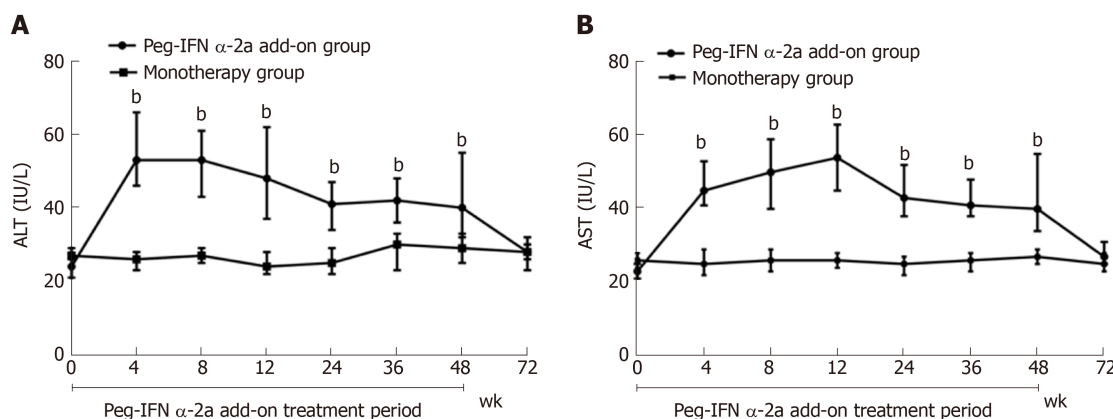 A
Peg-IFN α-2a add-on group
Monotherapy group
80
60
40
20
0
ALT (IU/L)
b b b b b b
0 4 8 12 24 36 48 72
wk
Peg-IFN α-2a add-on treatment period
B
Peg-IFN α-2a add-on group
Monotherapy group
80
60
40
20
0
AST (IU/L)
b b b b b b
0 4 8 12 24 36 48 72
wk
Peg-IFN α-2a add-on treatment period